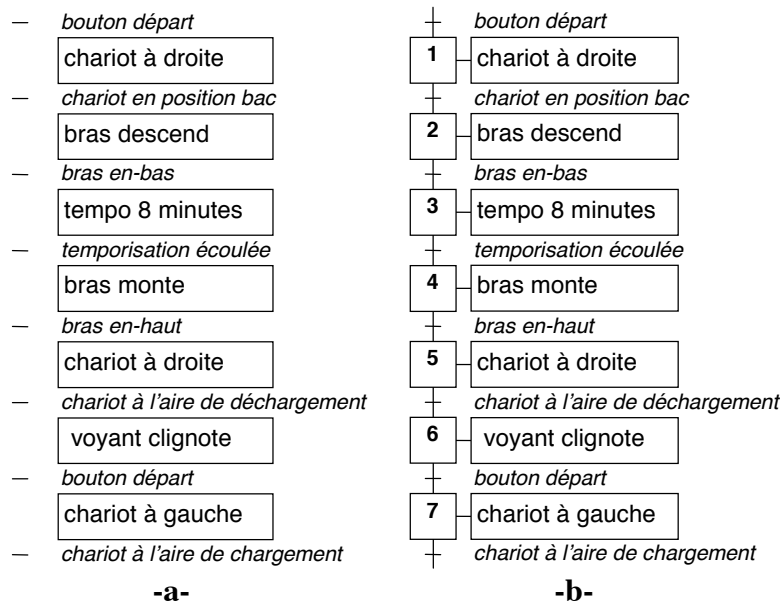 bouton départ
chariot à droite
chariot en position bac
bras descend
bras en-bas
tempo 8 minutes
temporisation écoulée
bras monte
bras en-haut
chariot à droite
chariot à l'aire de déchargement
voyant clignote
bouton départ
chariot à gauche
chariot à l'aire de chargement
-a-
bouton départ
1 chariot à droite
chariot en position bac
2 bras descend
bras en-bas
3 tempo 8 minutes
temporisation écoulée
4 bras monte
bras en-haut
5 chariot à droite
chariot à l'aire de déchargement
6 voyant clignote
bouton départ
7 chariot à gauche
chariot à l'aire de chargement
-b-